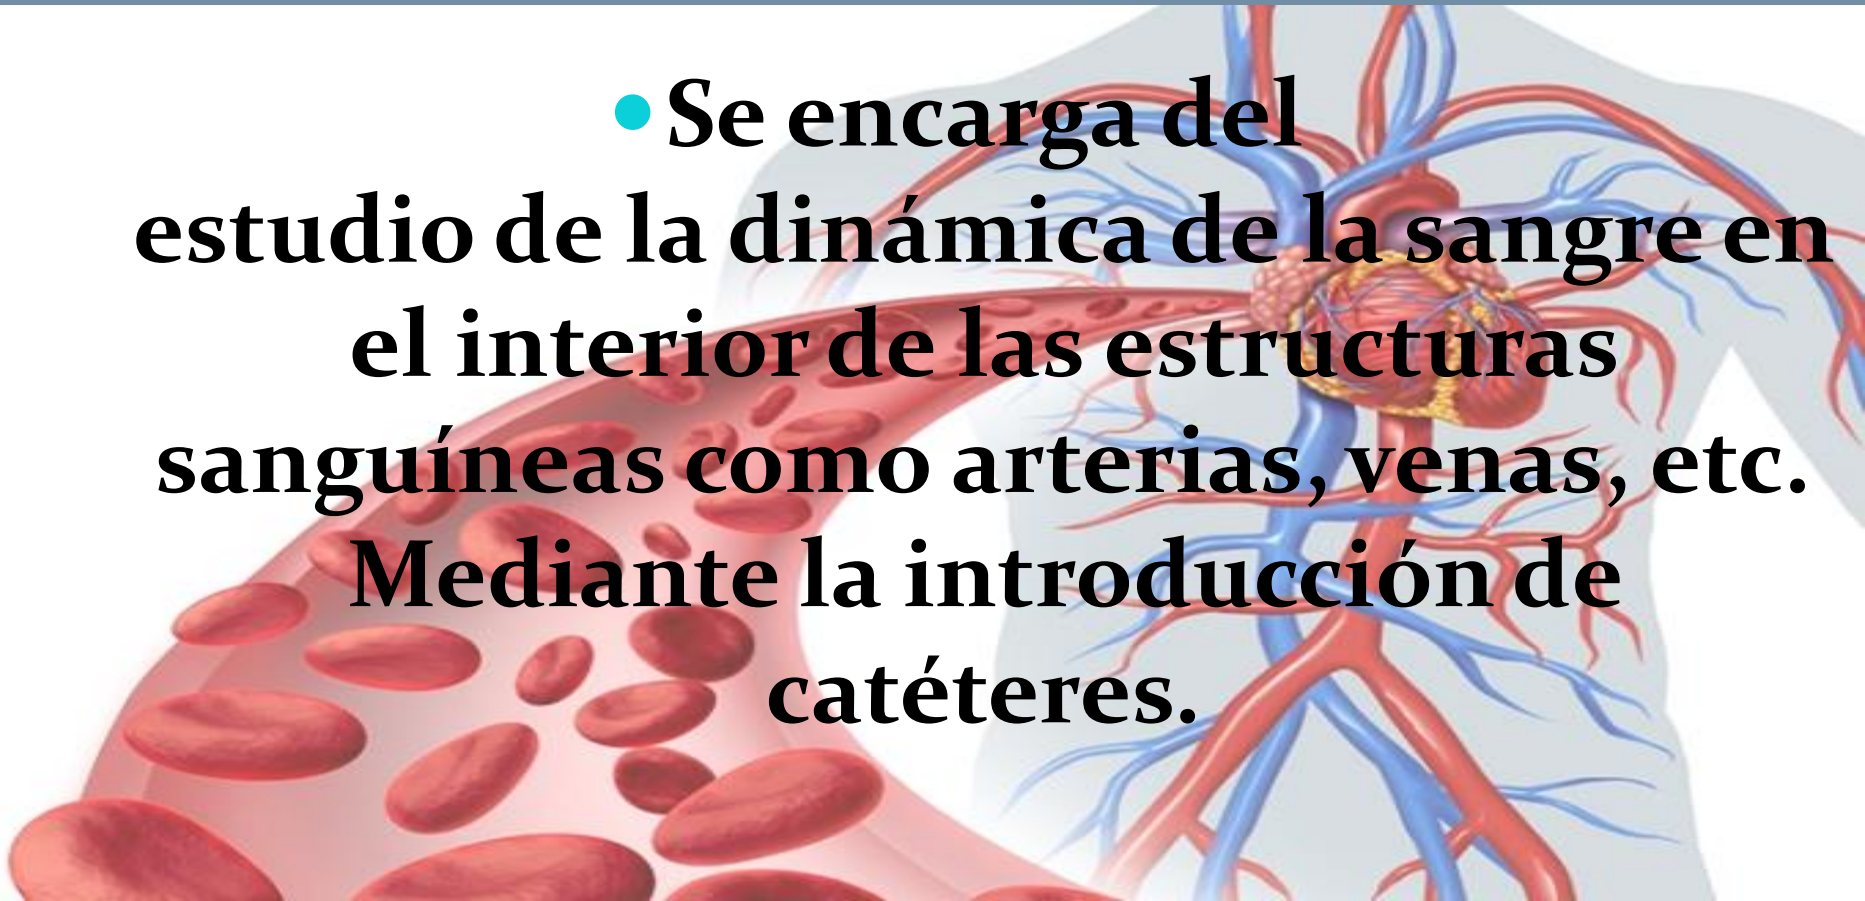 • Se encarga del
estudio de la dinámica de la sangre en
el interior de las estructuras
sanguíneas como arterias, venas, etc.
Mediante la introducción de
catéteres.